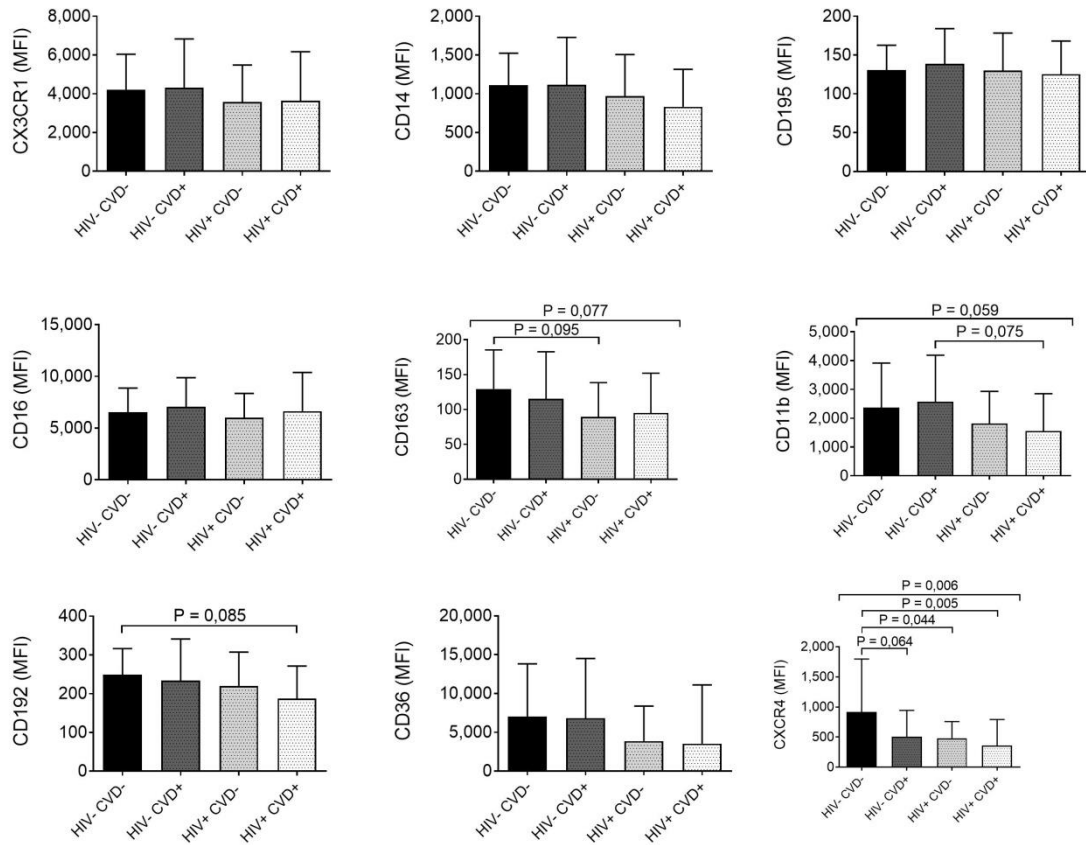 CX3CR1 (MFI)
8,000
6,000
4,000
2,000
0
HIV- CVD-
HIV- CVD+
HIV+ CVD-
HIV+ CVD+
CD14 (MFI)
2,000
1,500
1,000
500
0
HIV- CVD-
HIV- CVD+
HIV+ CVD-
HIV+ CVD+
CD195 (MFI)
200
150
100
50
0
HIV- CVD-
HIV- CVD+
HIV+ CVD-
HIV+ CVD+
CD16 (MFI)
15,000
10,000
5,000
0
HIV- CVD-
HIV- CVD+
HIV+ CVD-
HIV+ CVD+
P = 0,077
P = 0,095
CD163 (MFI)
200
150
100
50
0
HIV- CVD-
HIV- CVD+
HIV+ CVD-
HIV+ CVD+
P = 0,059
P = 0,075
CD11b (MFI)
5,000
4,000
3,000
2,000
1,000
0
HIV- CVD-
HIV- CVD+
HIV+ CVD-
HIV+ CVD+
P = 0,085
CD192 (MFI)
400
300
200
100
0
HIV- CVD-
HIV- CVD+
HIV+ CVD-
HIV+ CVD+
CD36 (MFI)
20,000
15,000
10,000
5,000
0
HIV- CVD-
HIV- CVD+
HIV+ CVD-
HIV+ CVD+
P = 0,006
P = 0,005
P = 0,044
P = 0,064
CXCR4 (MFI)
2,000
1,500
1,000
500
0
HIV- CVD-
HIV- CVD+
HIV+ CVD-
HIV+ CVD+